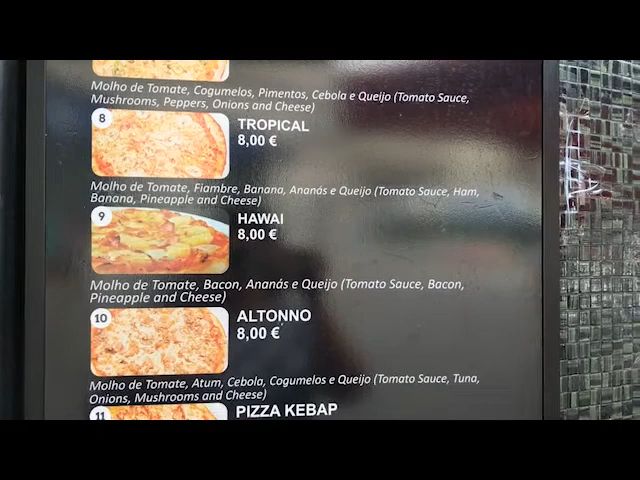 Molho de Tomate, Cogumelos, Pimentos, Cebola e Queijo (Tomato Sauce,
Mushrooms, Peppers, Onions and Cheese)
8
TROPICAL
8,00 €
Molho de Tomate, Fiambre, Banana, Ananás e Queijo (Tomato Sauce, Ham,
Banana, Pineapple and Cheese)
9
HAWAI
8,00 €
Molho de Tomate, Bacon, Ananás e Queijo (Tomato Sauce, Bacon,
Pineapple and Cheese)
10
ALTONNO
8,00 €
Molho de Tomate, Atum, Cebola, Cogumelos e Queijo (Tomato Sauce, Tuna,
Onions, Mushrooms and Cheese)
11
PIZZA KEBAP